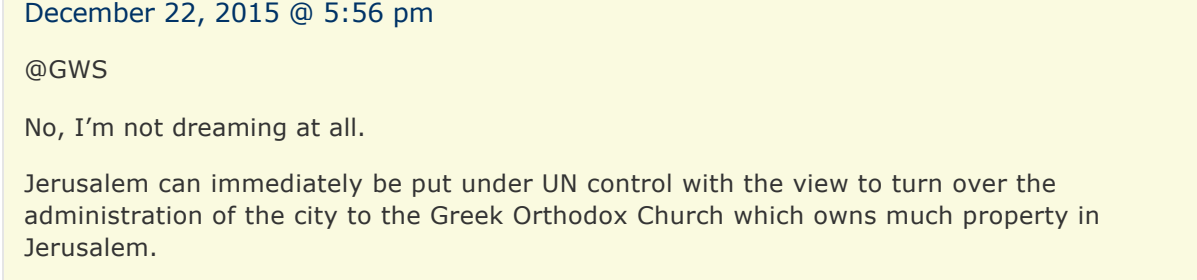 December 22, 2015 @ 5:56 pm
@GWS
No, I’m not dreaming at all.
Jerusalem can immediately be put under UN control with the view to turn over the
administration of the city to the Greek Orthodox Church which owns much property in
Jerusalem.